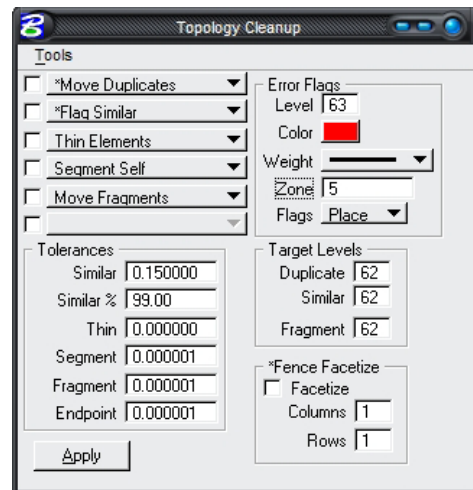 Topology Cleanup
Tools
*Move Duplicates
*Flag Similar
Thin Elements
Segment Self
Move Fragments
Error Flags
Level 63
Color
Weight
Zone 5
Flags Place
Tolerances
Similar 0.150000
Similar % 99.00
Thin 0.000000
Segment 0.000001
Fragment 0.000001
Endpoint 0.000001
Target Levels
Duplicate 62
Similar 62
Fragment 62
*Fence Facetize
Facetize
Columns 1
Rows 1
Apply